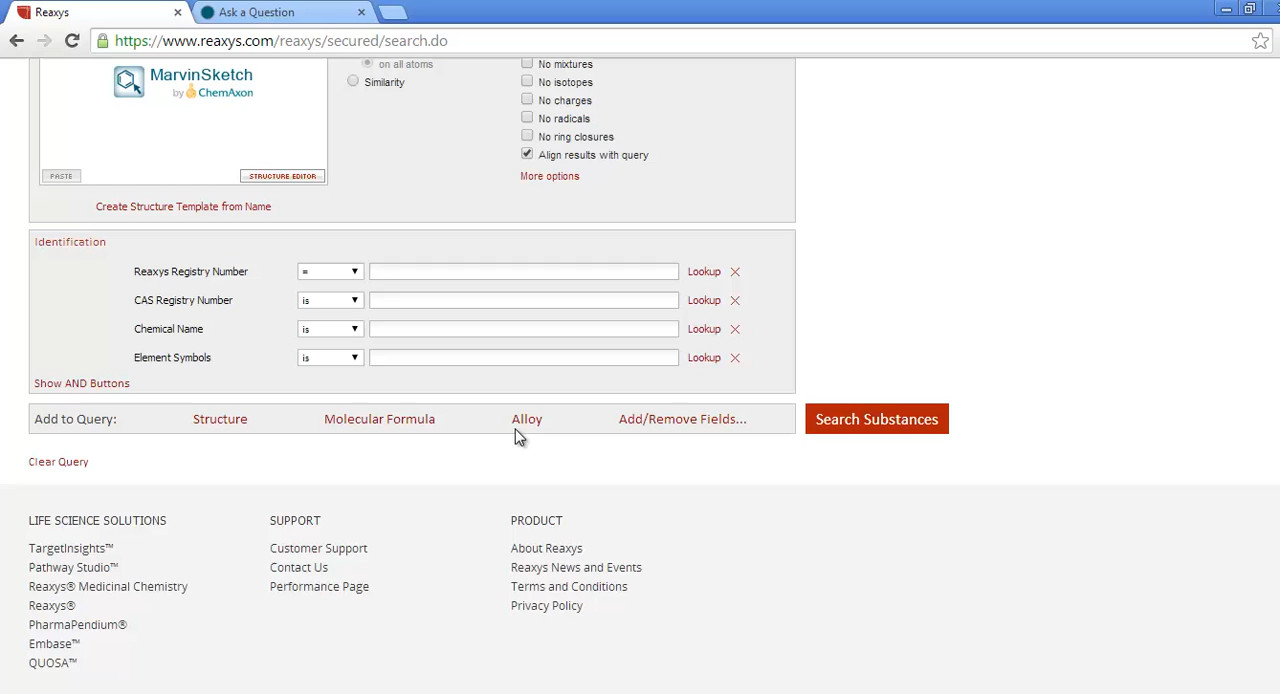 Reaxys
Ask a Question
https://www.reaxys.com/reaxys/secured/search.do
on all atoms
Similarity
MarvinSketch
by ChemAxon
No mixtures
No isotopes
No charges
No radicals
No ring closures
Align results with query
More options
PASTE
STRUCTURE EDITOR
Create Structure Template from Name
Identification
Reaxys Registry Number = Lookup
CAS Registry Number is Lookup
Chemical Name is Lookup
Element Symbols is Lookup
Show AND Buttons
Add to Query: Structure Molecular Formula Alloy Add/Remove Fields... Search Substances
Clear Query
LIFE SCIENCE SOLUTIONS
TargetInsights™
Pathway Studio™
Reaxys® Medicinal Chemistry
Reaxys®
PharmaPendium®
Embase™
QUOSA™
SUPPORT
Customer Support
Contact Us
Performance Page
PRODUCT
About Reaxys
Reaxys News and Events
Terms and Conditions
Privacy Policy